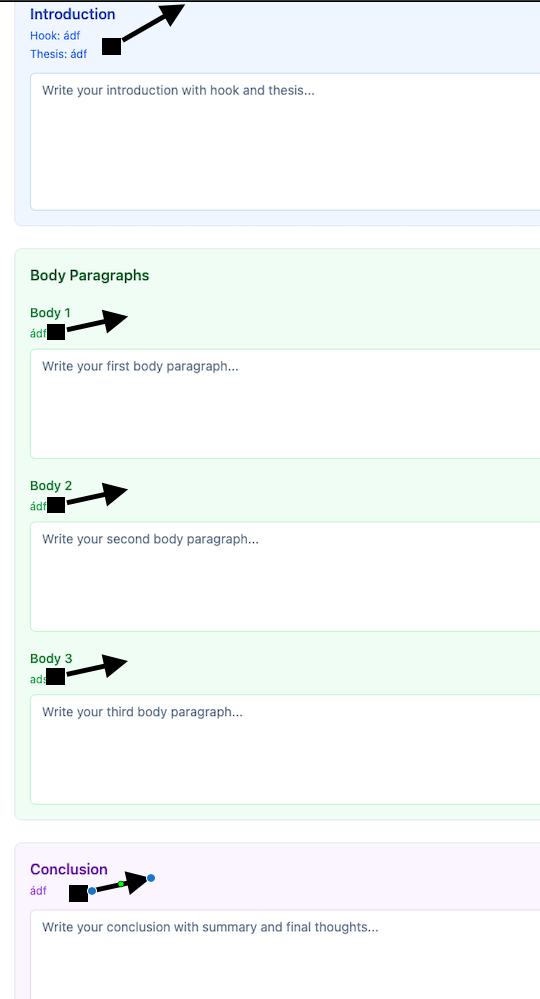 Introduction
Hook: ádf
Thesis: ádf
Write your introduction with hook and thesis...
Body Paragraphs
Body 1
ádf
Write your first body paragraph...
Body 2
ádf
Write your second body paragraph...
Body 3
Write your third body paragraph...
Conclusion
ádf
Write your conclusion with summary and final thoughts...